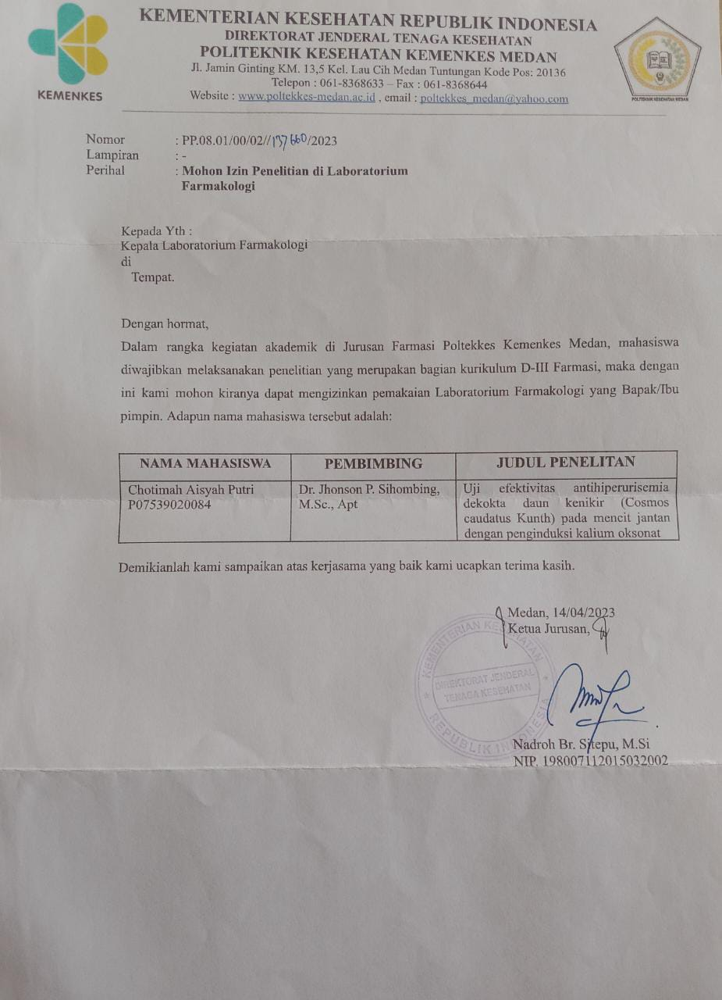 KEMENKES
KEMENTERIAN KESEHATAN REPUBLIK INDONESIA
DIREKTORAT JENDERAL TENAGA KESEHATAN
POLITEKNIK KESEHATAN KEMENKES MEDAN
Jl. Jamin Ginting KM. 13,5 Kel. Lau Cih Medan Tuntungan Kode Pos: 20136
Telepon : 061-8368633 – Fax : 061-8368644
Website : www.poltekkes-medan.ac.id , email : poltekkes_medan@yahoo.com
POLITEKNIK KESEHATAN MEDAN
Nomor : PP.08.01/00/02//137660/2023
Lampiran : -
Perihal : Mohon Izin Penelitian di Laboratorium
Farmakologi
Kepada Yth :
Kepala Laboratorium Farmakologi
di
Tempat.
Dengan hormat,
Dalam rangka kegiatan akademik di Jurusan Farmasi Poltekkes Kemenkes Medan, mahasiswa
diwajibkan melaksanakan penelitian yang merupakan bagian kurikulum D-III Farmasi, maka dengan
ini kami mohon kiranya dapat mengizinkan pemakaian Laboratorium Farmakologi yang Bapak/Ibu
pimpin. Adapun nama mahasiswa tersebut adalah:
NAMA MAHASISWA PEMBIMBING JUDUL PENELITAN
Chotimah Aisyah Putri Dr. Jhonson P. Sihombing, Uji efektivitas antihiperurisemia
P07539020084 M.Sc., Apt dekokta daun kenikir (Cosmos
caudatus Kunth) pada mencit jantan
dengan penginduksi kalium oksonat
Demikianlah kami sampaikan atas kerjasama yang baik kami ucapkan terima kasih.
Medan, 14/04/2023
Ketua Jurusan,
KEMENTERIAN KESEHATAN
DIREKTORAT JENDERAL
TENAGA KESEHATAN
REPUBLIK INDONESIA
Nadroh Br. Sitepu, M.Si
NIP. 198007112015032002